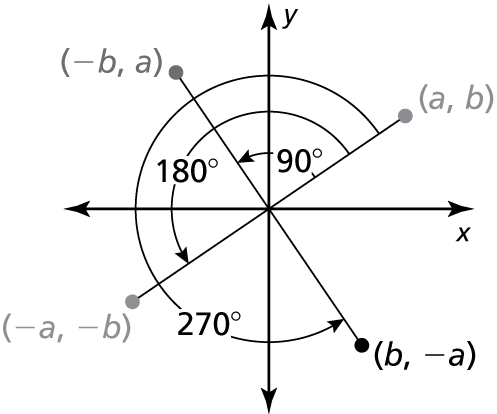 y
(−b, a)
(a, b)
90°
180°
x
(−a, −b)
270°
(b, −a)